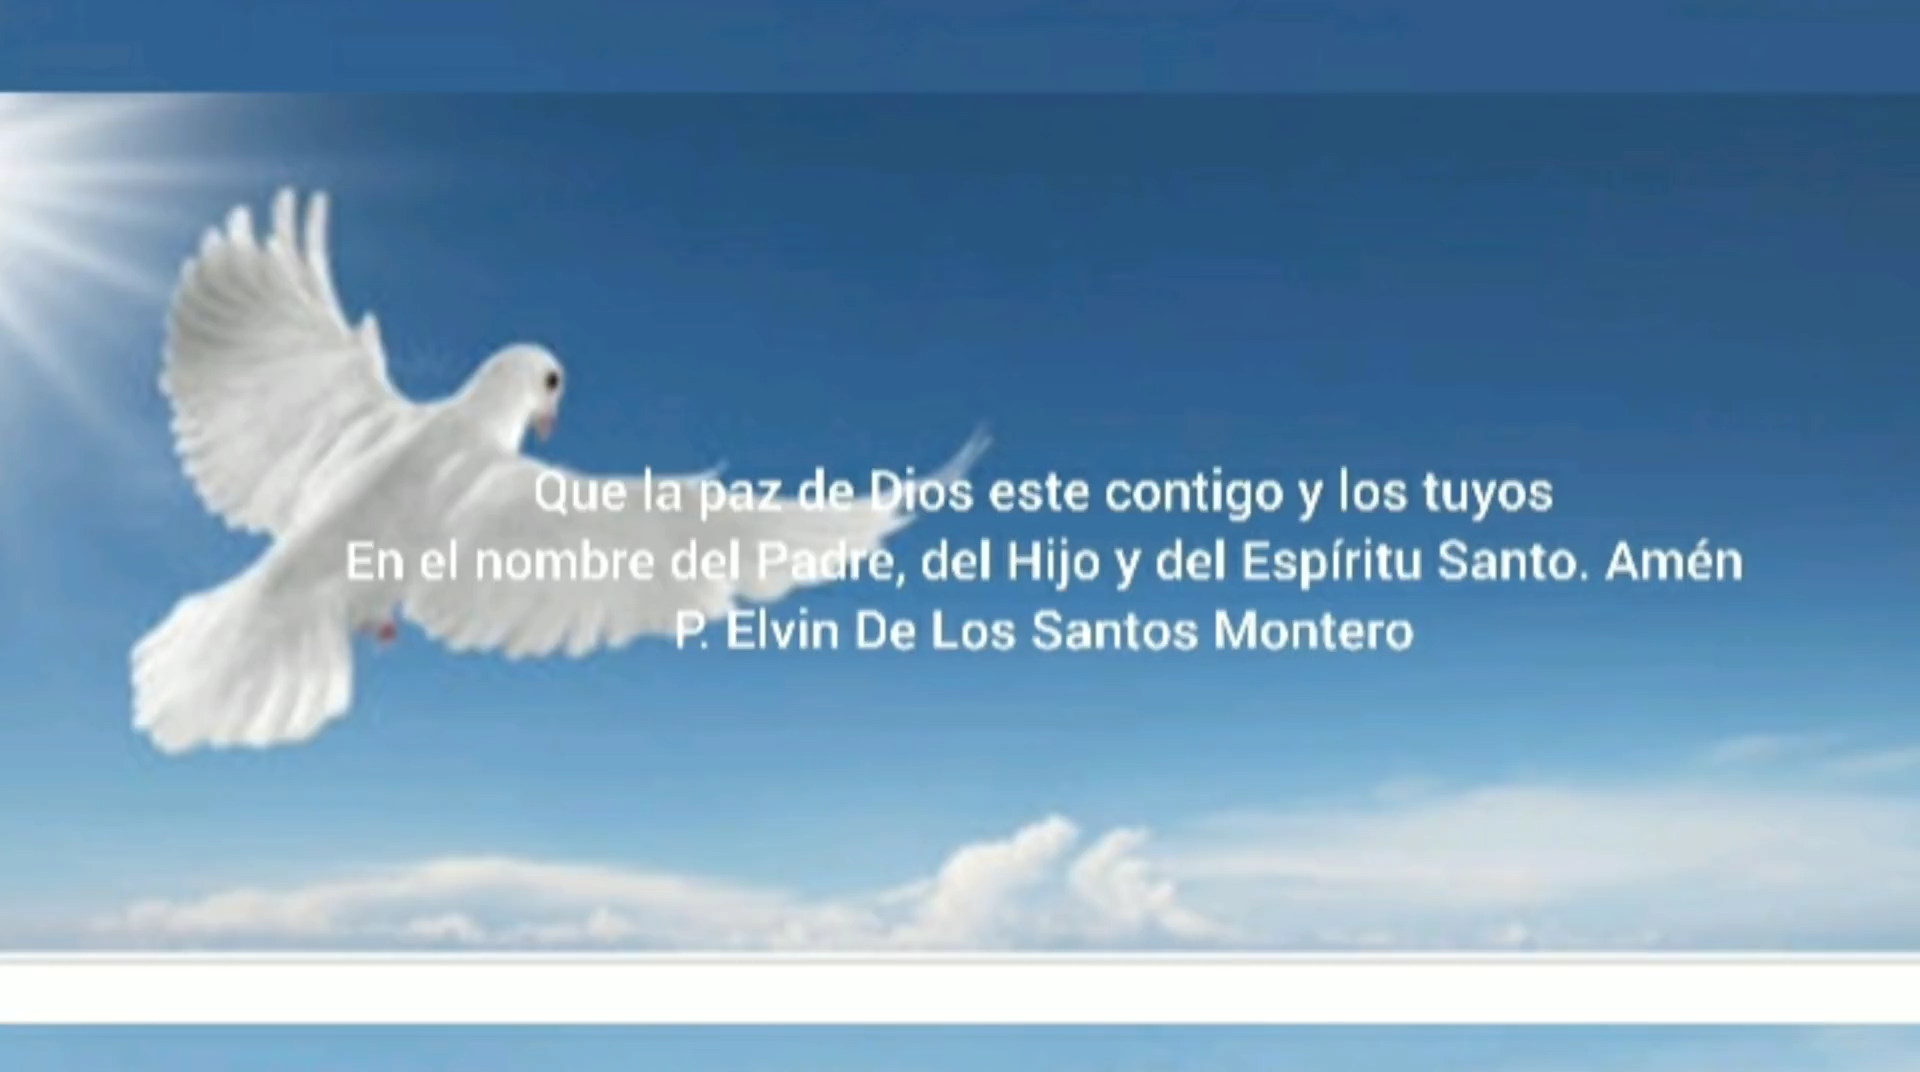 Que la paz de Dios este contigo y los tuyos
En el nombre del Padre, del Hijo y del Espíritu Santo. Amén
P. Elvin De Los Santos Montero